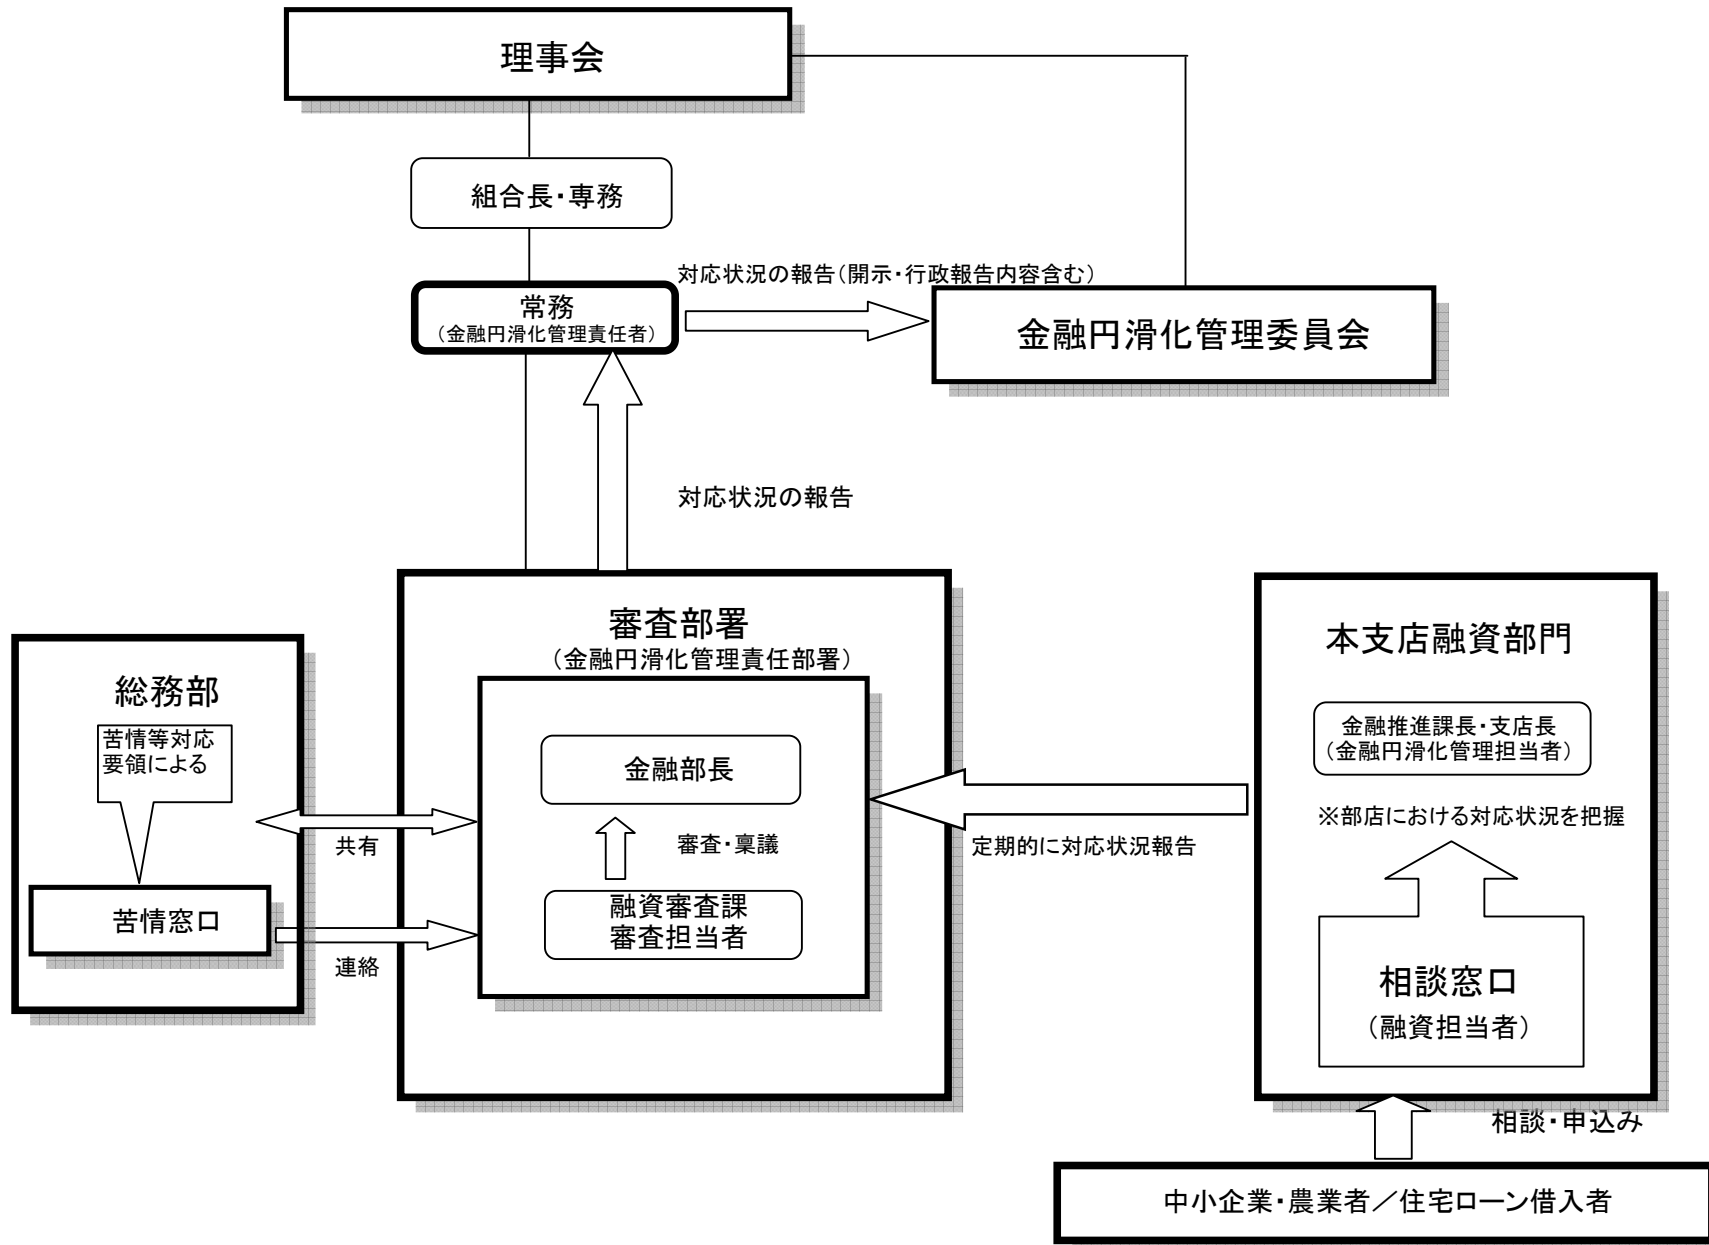 理事会
組合長・専務
対応状況の報告（開示・行政報告内容含む）
常務
（金融円滑化管理責任者）
金融円滑化管理委員会
対応状況の報告
審査部署
（金融円滑化管理責任部署）
総務部
苦情等対応
要領による
苦情窓口
共有
連絡
金融部長
審査・稟議
融資審査課
審査担当者
定期的に対応状況報告
本支店融資部門
金融推進課長・支店長
（金融円滑化管理担当者）
※部店における対応状況を把握
相談窓口
（融資担当者）
相談・申込み
中小企業・農業者／住宅ローン借入者